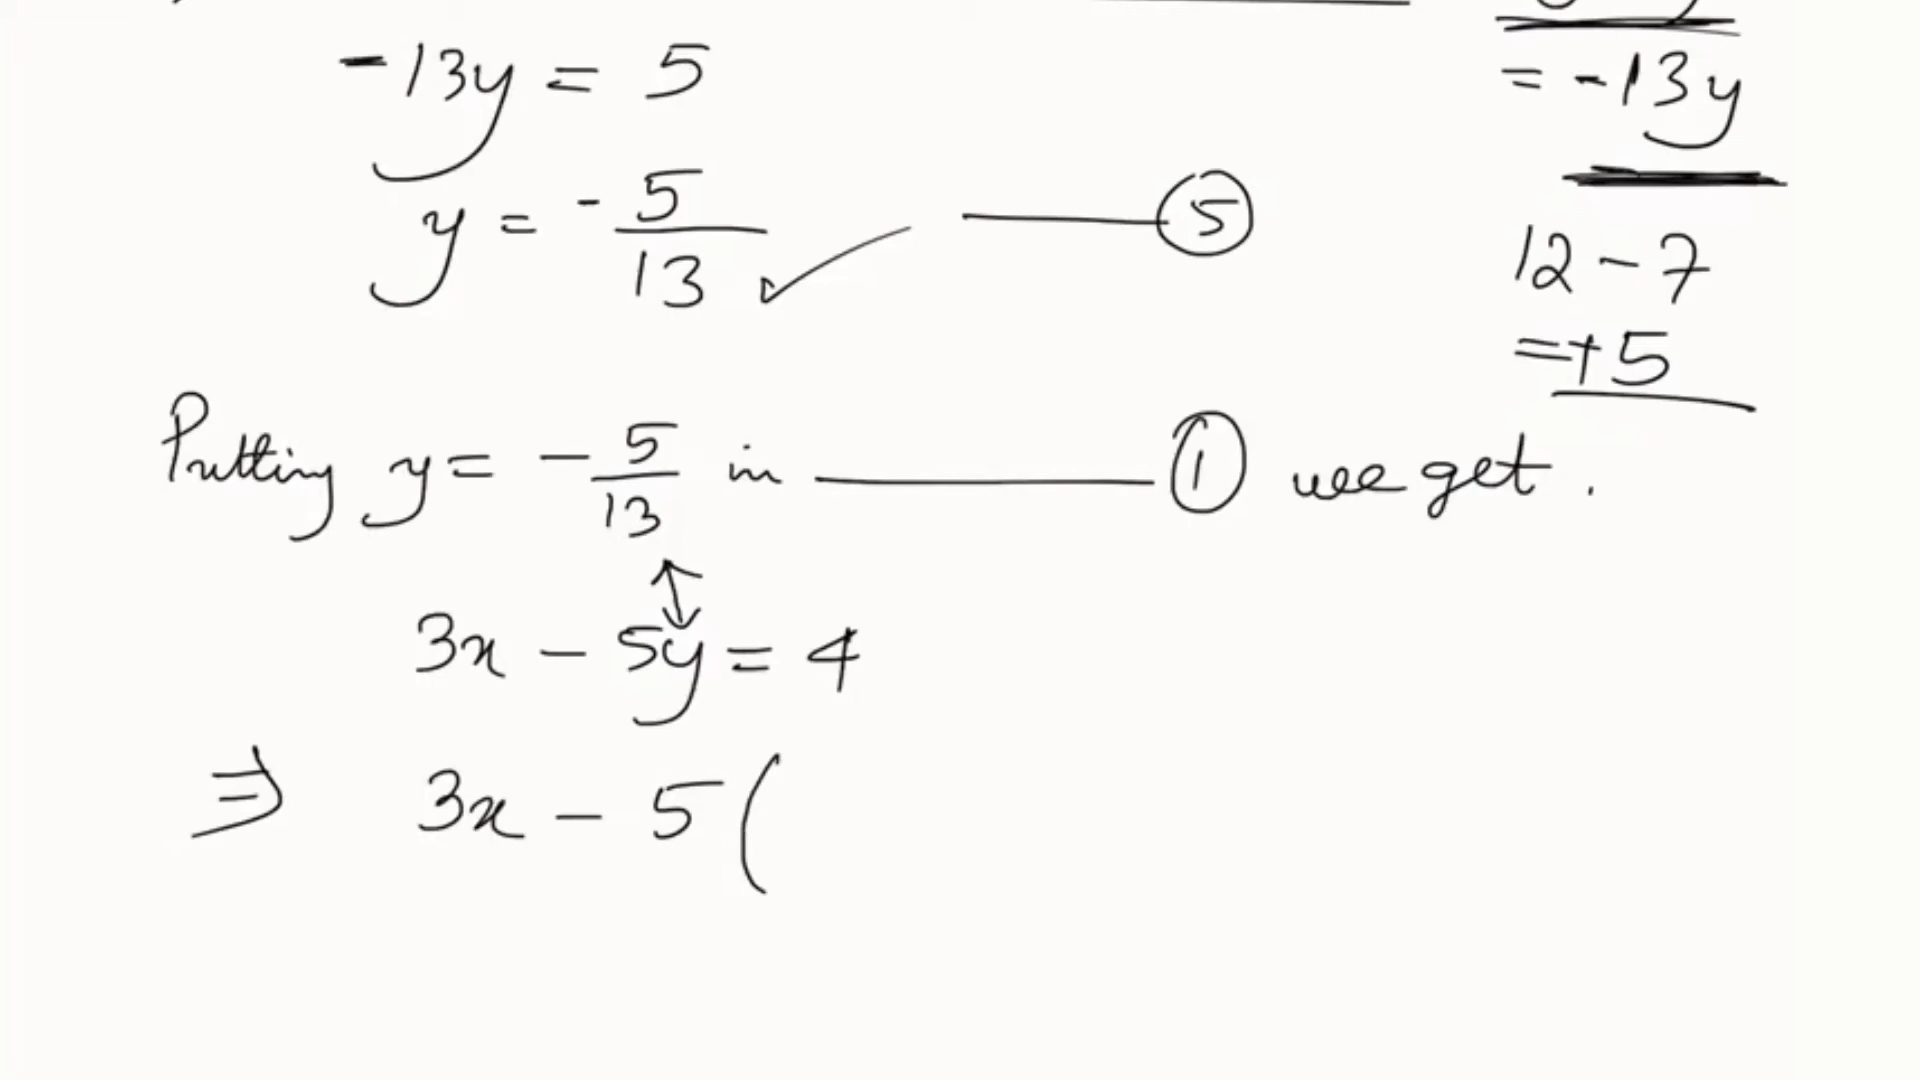 -13y = 5
= -13y
y = - 5/13 ⑤
12 - 7
= +5
Putting y = - 5/13 in ① we get .
3x - 5y = 4
⇒ 3x - 5 (